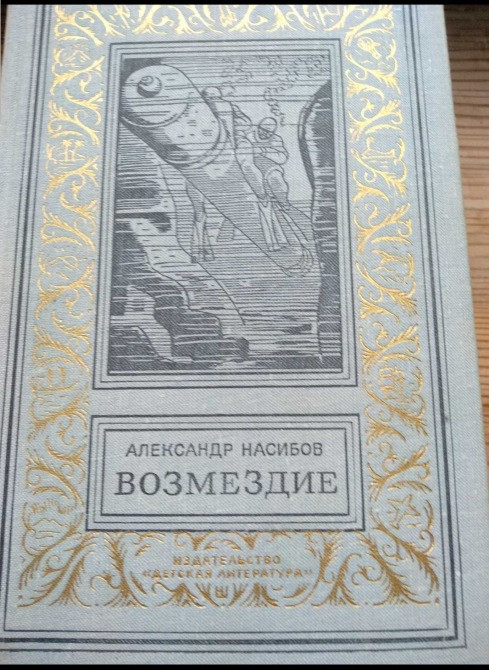 АЛЕКСАНДР НАСИБОВ
ВОЗМЕЗДИЕ
ИЗДАТЕЛЬСТВО
«ДЕТСКАЯ ЛИТЕРАТУРА»